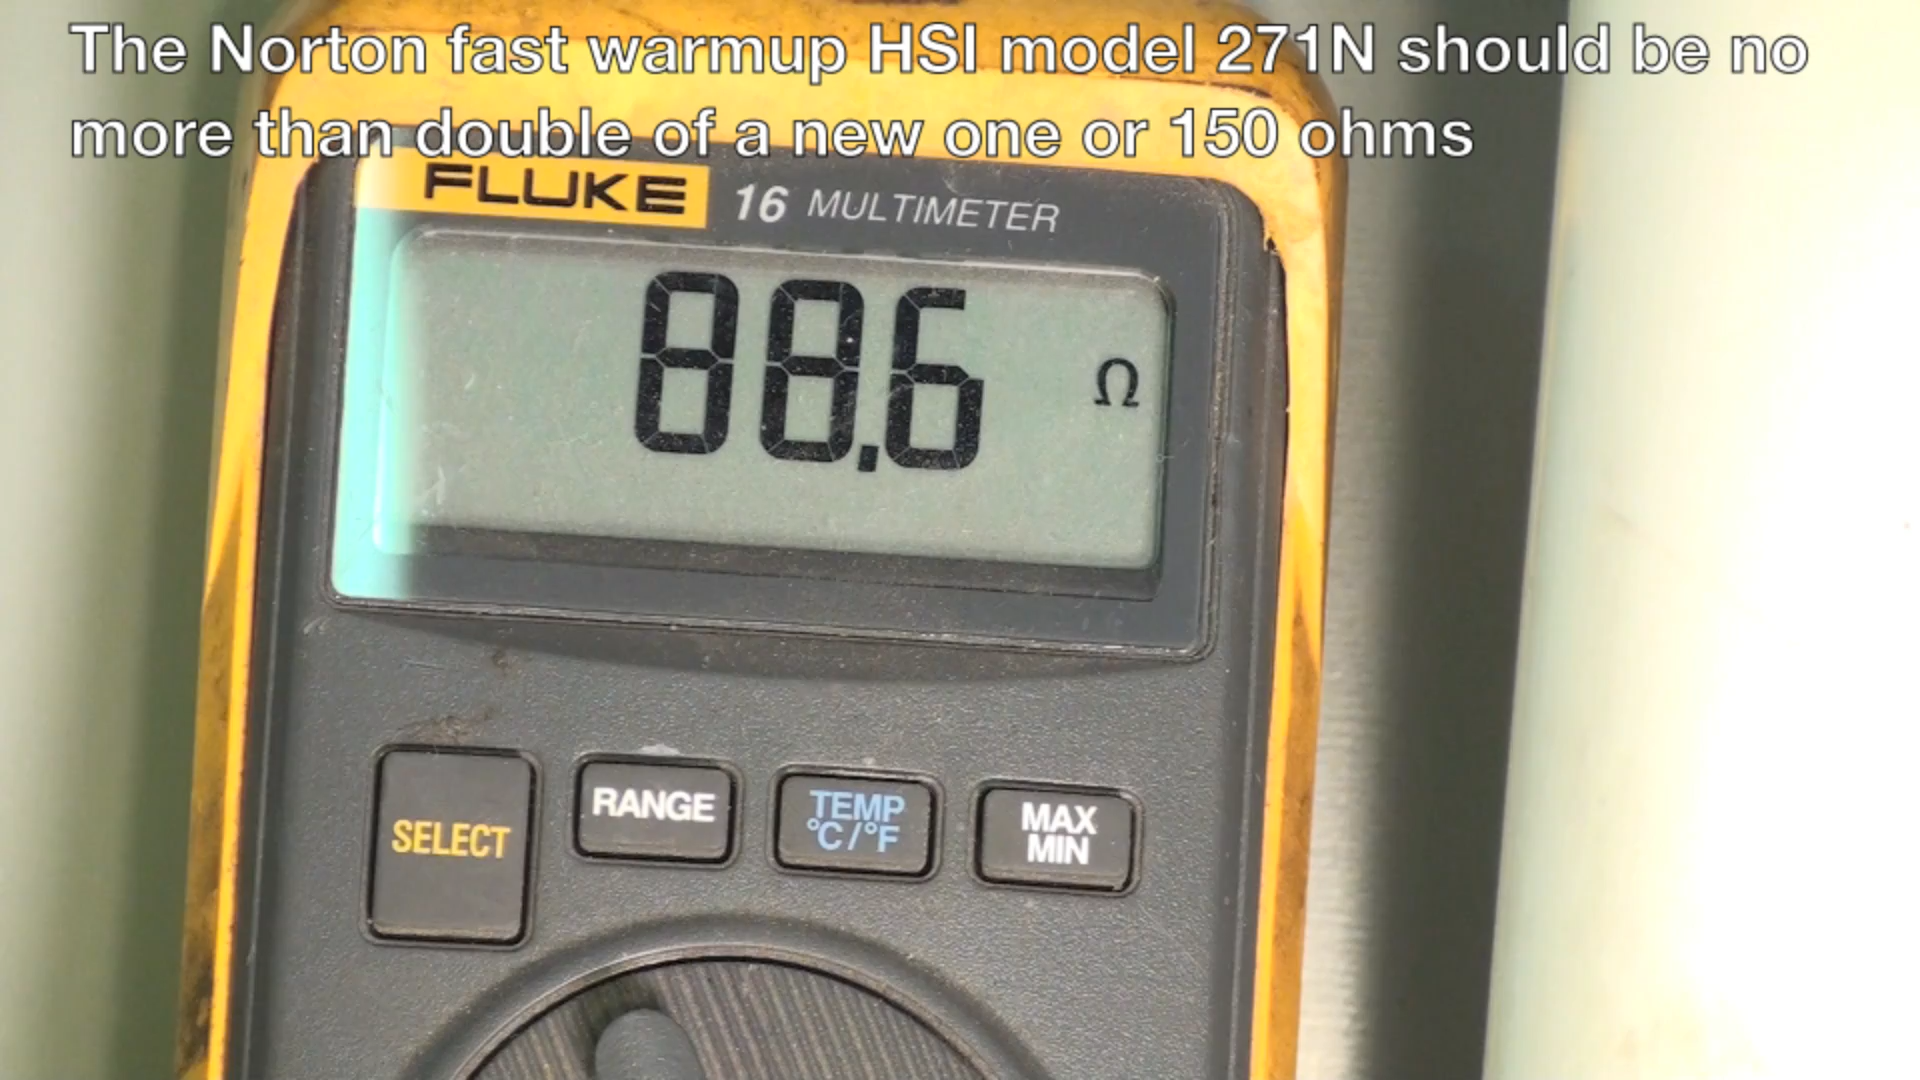 The Norton fast warmup HSI model 271N should be no
more than double of a new one or 150 ohms
FLUKE 16 MULTIMETER
88.6 Ω
SELECT
RANGE
TEMP
°C/°F
MAX
MIN